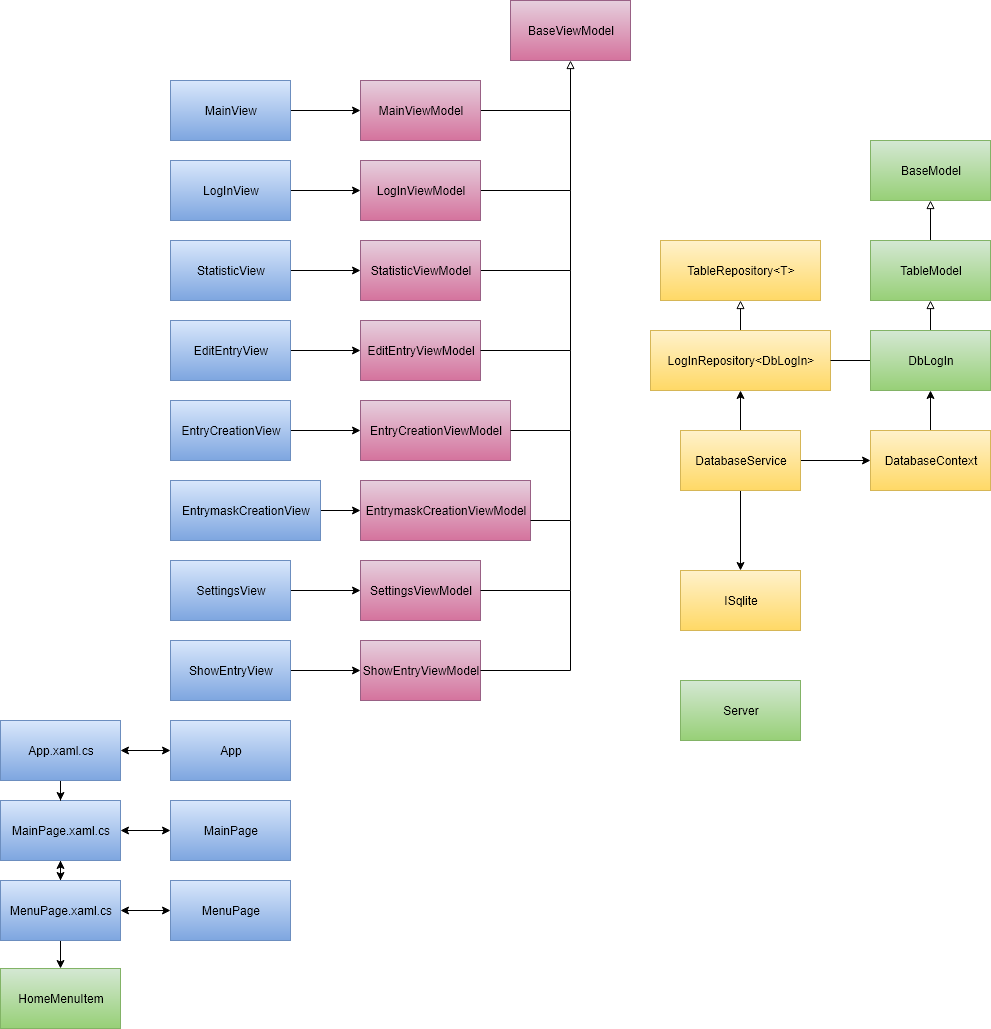 BaseViewModel
MainView
MainViewModel
LogInView
LogInViewModel
BaseModel
StatisticView
StatisticViewModel
TableRepository<T>
TableModel
EditEntryView
EditEntryViewModel
LogInRepository<DbLogIn>
DbLogIn
EntryCreationView
EntryCreationViewModel
DatabaseService
DatabaseContext
EntrymaskCreationView
EntrymaskCreationViewModel
SettingsView
SettingsViewModel
ISqlite
ShowEntryView
ShowEntryViewModel
Server
App.xaml.cs
App
MainPage.xaml.cs
MainPage
MenuPage.xaml.cs
MenuPage
HomeMenuItem